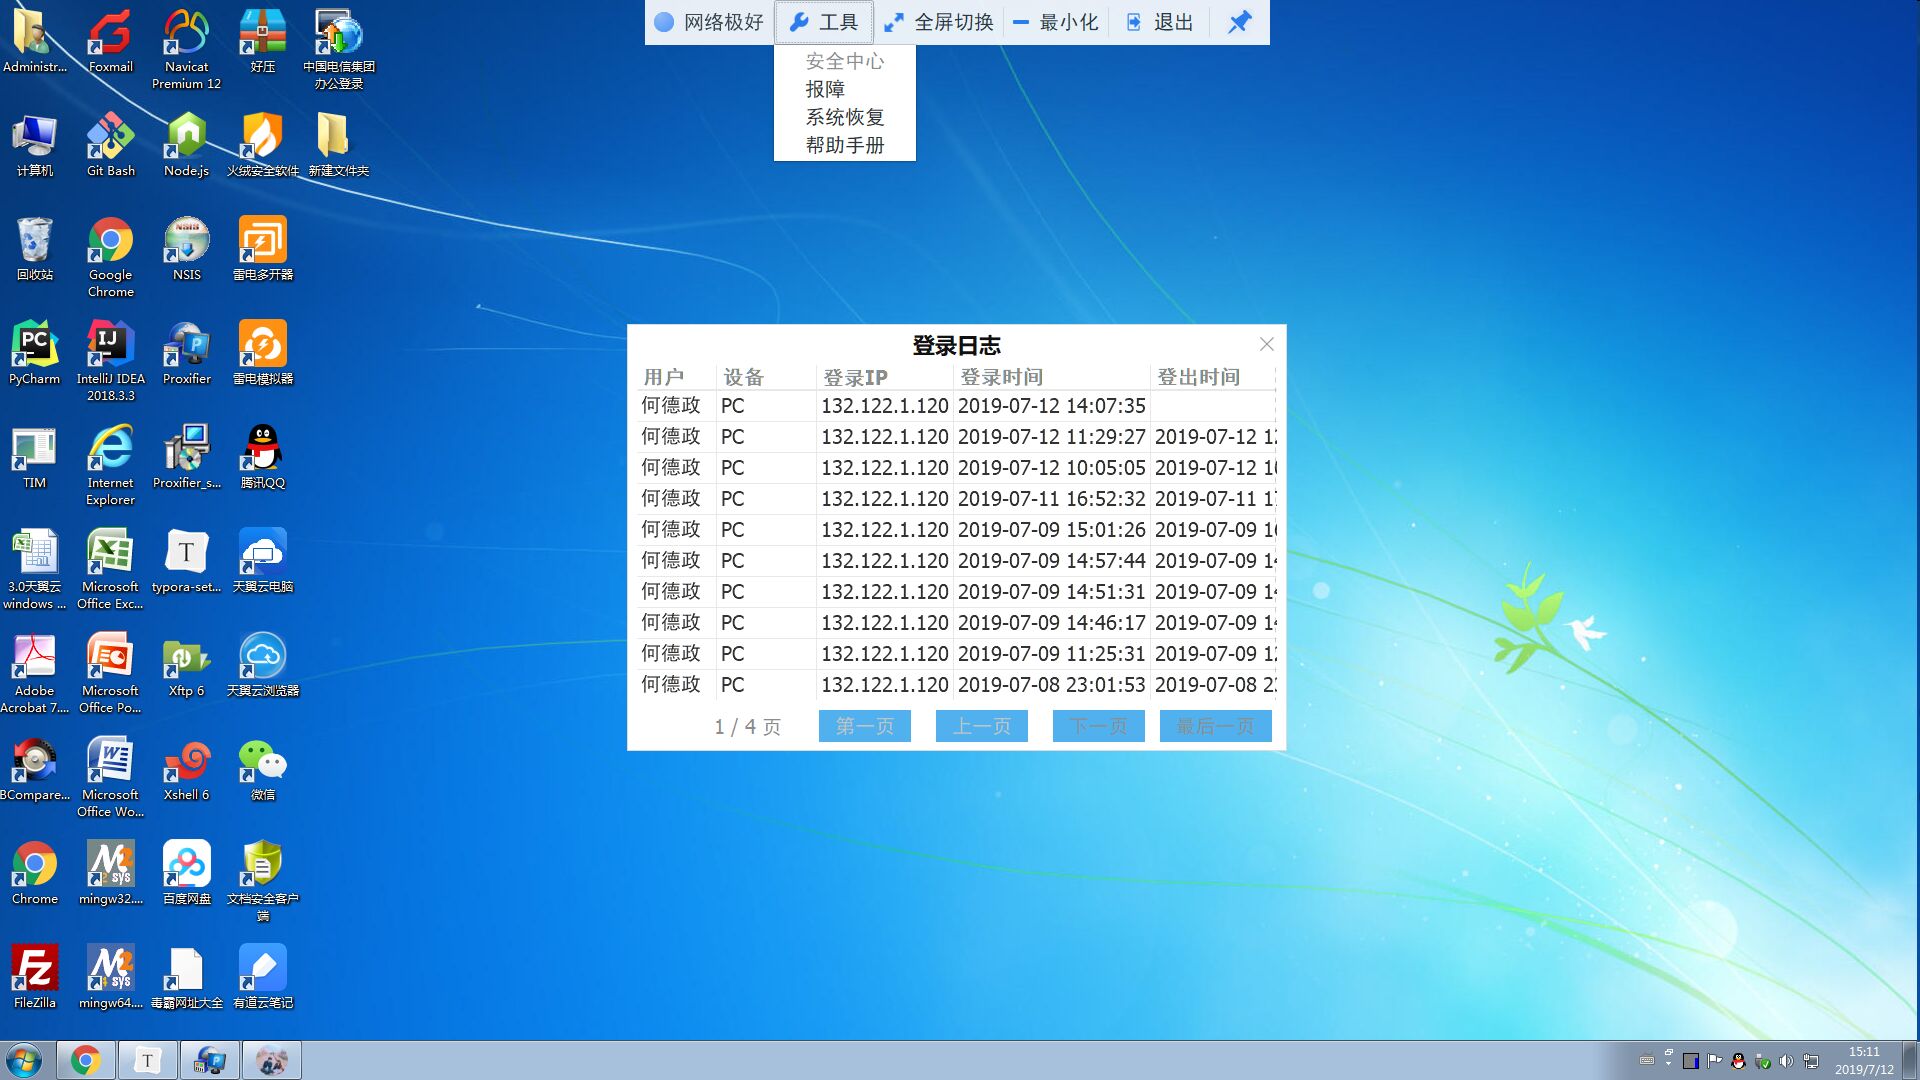 网络极好 工具 全屏切换 最小化 退出
安全中心
报障
系统恢复
帮助手册
Administr...
Foxmail
Navicat
Premium 12
好压
中国电信集团
办公登录
计算机
Git Bash
Node.js
火绒安全软件
新建文件夹
回收站
Google
Chrome
NSIS
雷电多开器
PyCharm
IntelliJ IDEA
2018.3.3
Proxifier
雷电模拟器
TIM
Internet
Explorer
Proxifier_s...
腾讯QQ
3.0天翼云
windows ...
Microsoft
Office Exc...
typora-set...
天翼云电脑
Adobe
Acrobat 7....
Microsoft
Office Po...
Xftp 6
天翼云浏览器
BCompare...
Microsoft
Office Wo...
Xshell 6
微信
Chrome
mingw32....
百度网盘
文档安全客户
端
FileZilla
mingw64....
毒霸网址大全
有道云笔记
登录日志
用户 设备 登录IP 登录时间 登出时间
何德政 PC 132.122.1.120 2019-07-12 14:07:35
何德政 PC 132.122.1.120 2019-07-12 11:29:27 2019-07-12 1
何德政 PC 132.122.1.120 2019-07-12 10:05:05 2019-07-12 1
何德政 PC 132.122.1.120 2019-07-11 16:52:32 2019-07-11 1
何德政 PC 132.122.1.120 2019-07-09 15:01:26 2019-07-09 1
何德政 PC 132.122.1.120 2019-07-09 14:57:44 2019-07-09 1
何德政 PC 132.122.1.120 2019-07-09 14:51:31 2019-07-09 1
何德政 PC 132.122.1.120 2019-07-09 14:46:17 2019-07-09 1
何德政 PC 132.122.1.120 2019-07-09 11:25:31 2019-07-09 1
何德政 PC 132.122.1.120 2019-07-08 23:01:53 2019-07-08 2
1 / 4 页 第一页 上一页 下一页 最后一页
15:11
2019/7/12